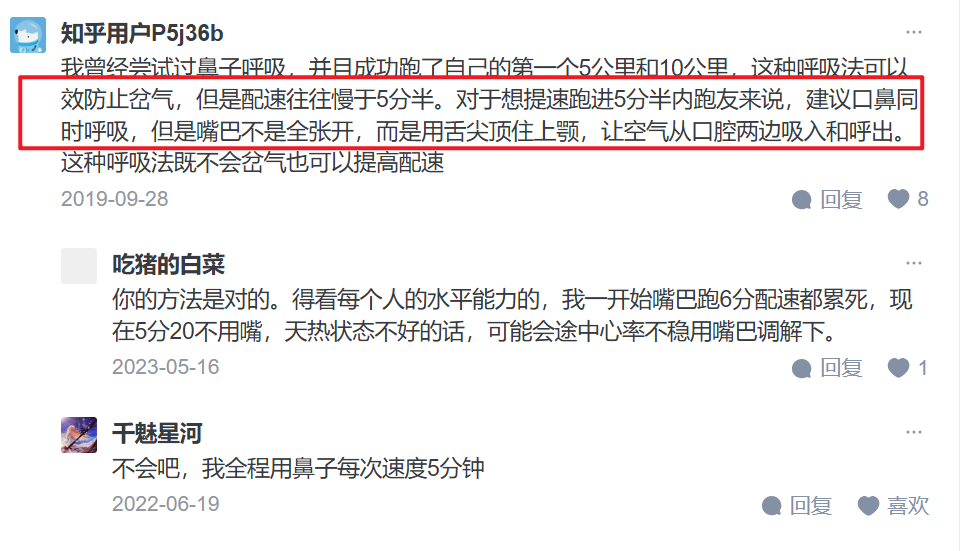 知乎用户P5j36b
我曾经尝试过鼻子呼吸，并且成功跑了自己的第一个5公里和10公里，这种呼吸法可以
效防止岔气，但是配速往往慢于5分半。对于想提速跑进5分半内跑友来说，建议口鼻同
时呼吸，但是嘴巴不是全张开，而是用舌尖顶住上颚，让空气从口腔两边吸入和呼出。
这种呼吸法既不会岔气也可以提高配速
2019-09-28 回复 8
吃猪的白菜
你的方法是对的。得看每个人的水平能力的，我一开始嘴巴跑6分配速都累死，现
在5分20不用嘴，天热状态不好的话，可能会途中心率不稳用嘴巴调解下。
2023-05-16 回复 1
千魅星河
不会吧，我全程用鼻子每次速度5分钟
2022-06-19 回复 喜欢